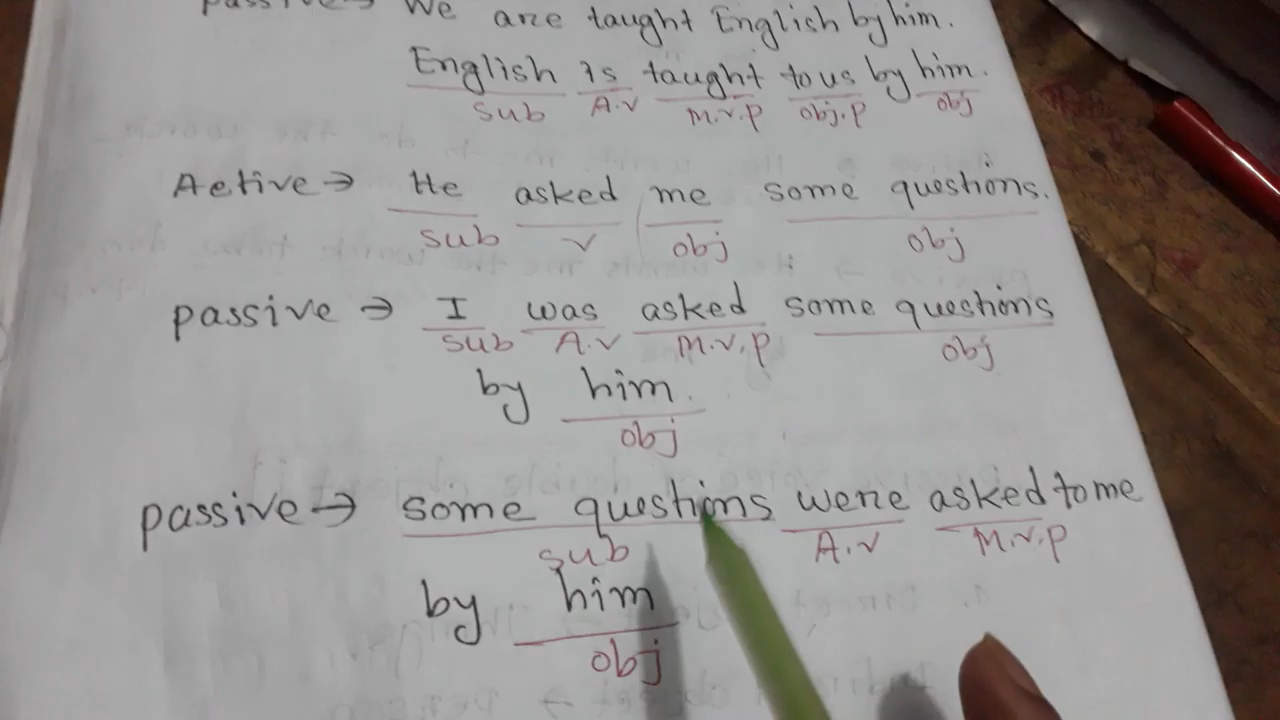 passive → We are taught English by him.
English is taught to us by him.
sub A.v M.v.p obj.p obj
Active → He asked me some questions.
sub v obj obj
passive → I was asked some questions
sub A.v M.v.p obj
by him.
obj
passive → some questions were asked to me
sub A.v M.v.p
by him
obj